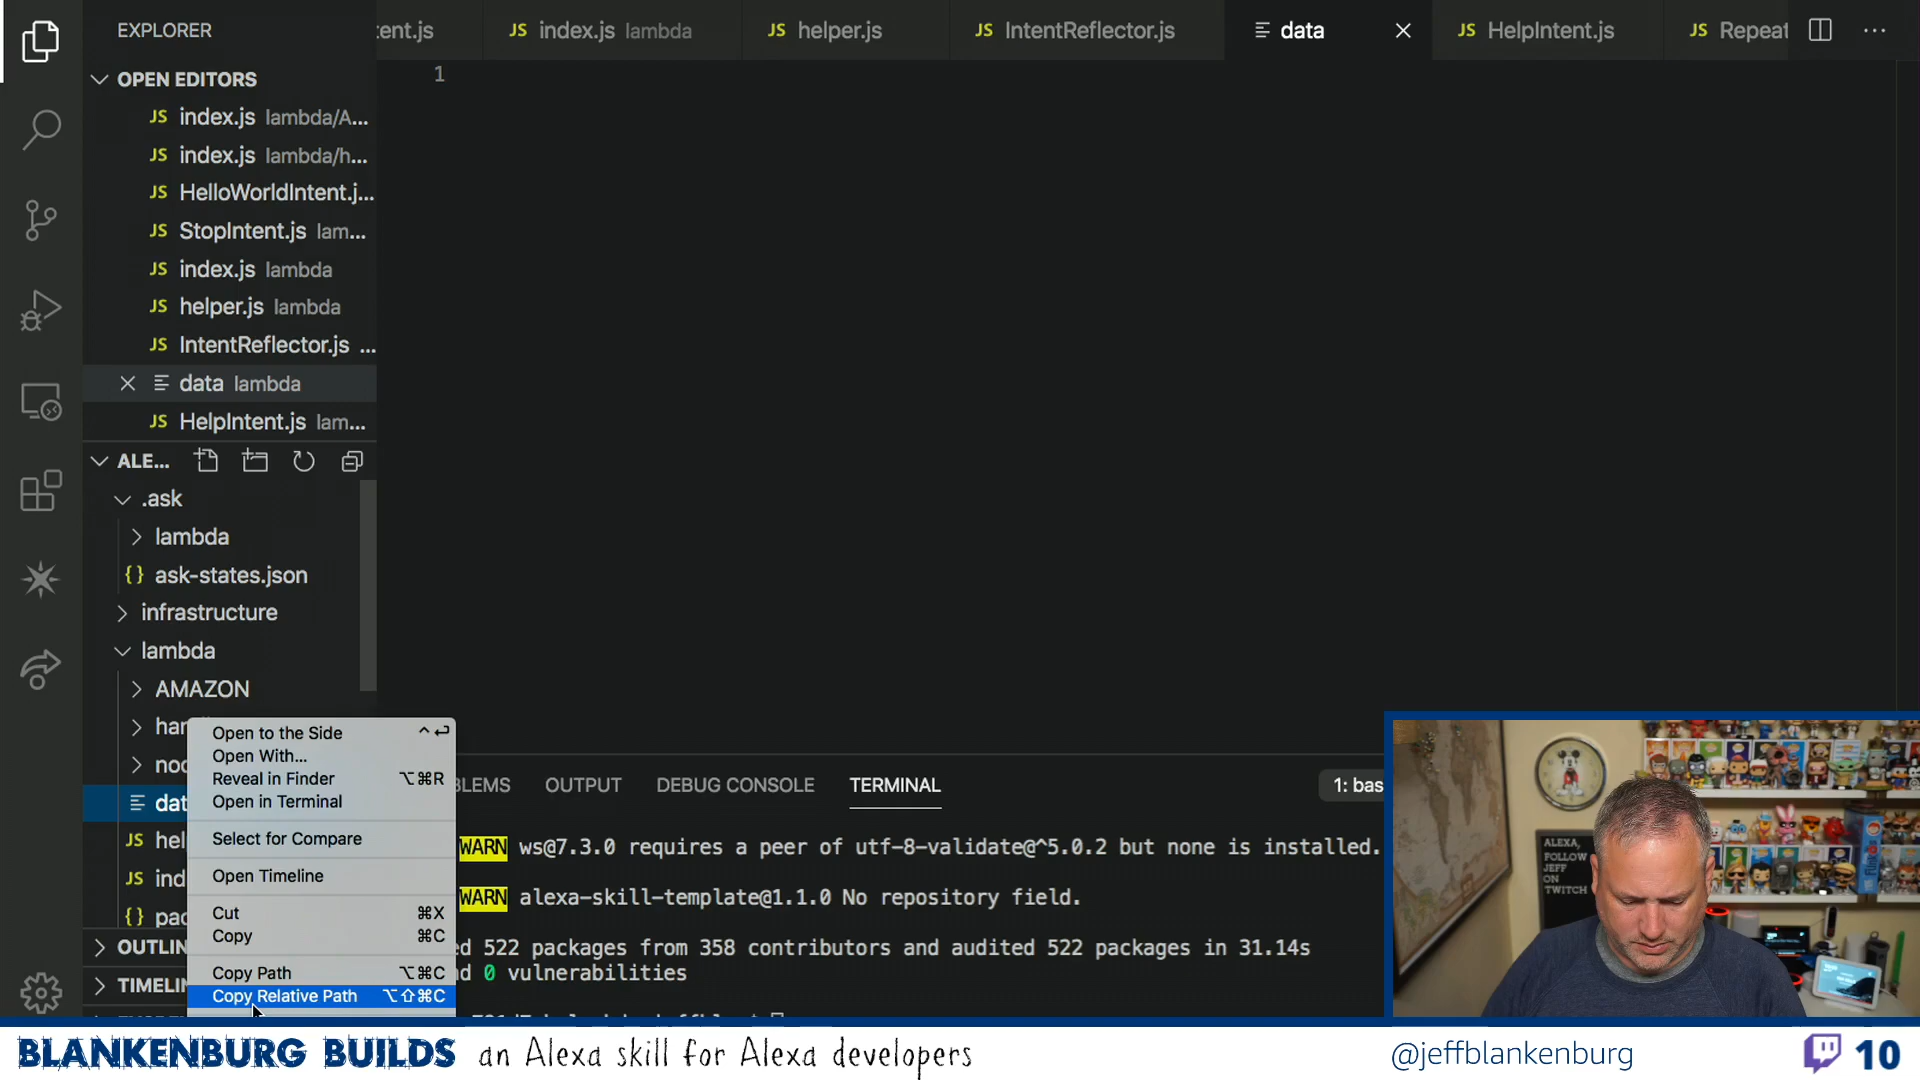 EXPLORER
OPEN EDITORS
JS index.js lambda/A...
JS index.js lambda/h...
JS HelloWorldIntent.j...
JS StopIntent.js lam...
JS index.js lambda
JS helper.js lambda
JS IntentReflector.js ...
data lambda
JS HelpIntent.js lam...
ALE...
.ask
lambda
{} ask-states.json
infrastructure
lambda
AMAZON
han
nod
dat
JS hel
JS ind
{} pac
OUTLIN
TIMELIN
tent.js
JS index.js lambda
JS helper.js
JS IntentReflector.js
data
JS HelpIntent.js
JS Repeat
1
Open to the Side ^⏎
Open With...
Reveal in Finder ⌥⌘R
Open in Terminal
Select for Compare
Open Timeline
Cut ⌘X
Copy ⌘C
Copy Path ⌥⌘C
Copy Relative Path ⌥⇧⌘C
BLEMS OUTPUT DEBUG CONSOLE TERMINAL 1: bas
WARN ws@7.3.0 requires a peer of utf-8-validate@^5.0.2 but none is installed.
WARN alexa-skill-template@1.1.0 No repository field.
ed 522 packages from 358 contributors and audited 522 packages in 31.14s
nd 0 vulnerabilities
ALEXA,
FOLLOW
JEFF ON
TWITCH
BLANKENBURG BUILDS an Alexa skill for Alexa developers
@jeffblankenburg 10